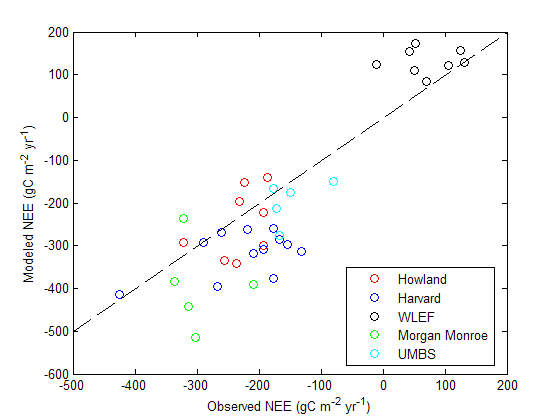 200
100
0
-100
-200
-300
-400
-500
-600
Modeled NEE (gC m-2 yr-1)
Howland
Harvard
WLEF
Morgan Monroe
UMBS
-500 -400 -300 -200 -100 0 100 200
Observed NEE (gC m-2 yr-1)